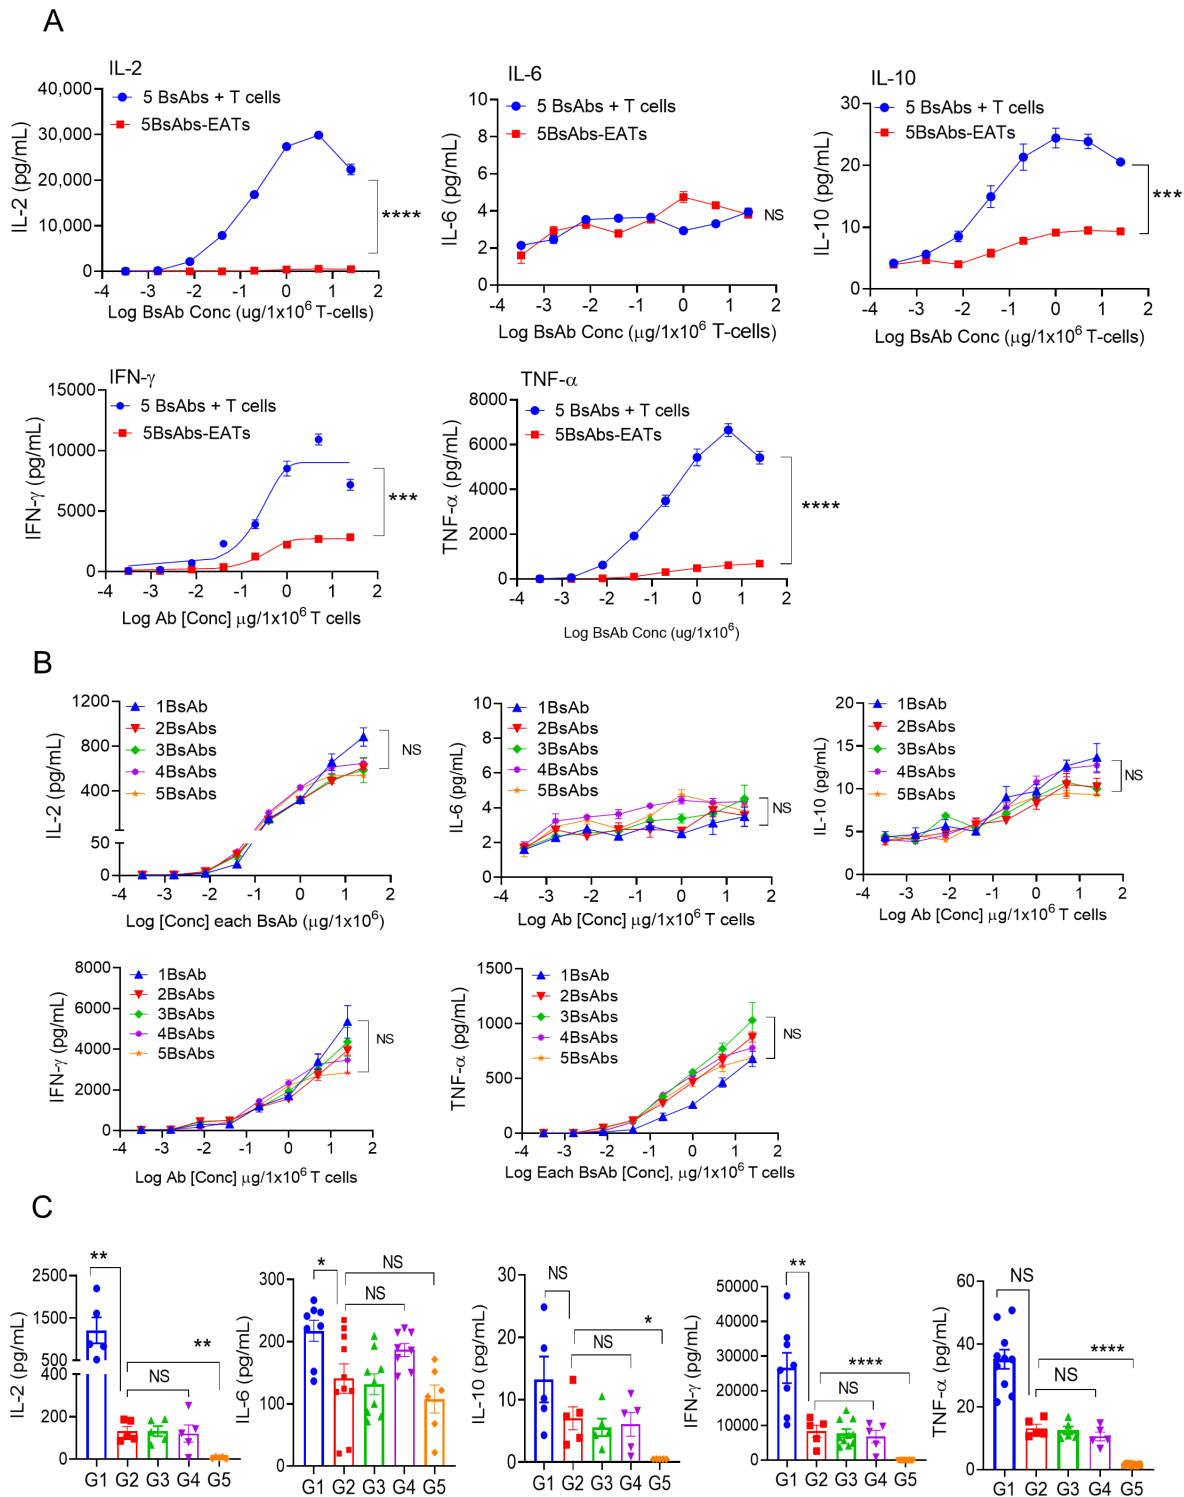 A
IL-2
5 BsAbs + T cells
5BsAbs-EATs
40,000
30,000
20,000
10,000
0
IL-2 (pg/mL)
****
-4 -3 -2 -1 0 1 2
Log BsAb Conc (ug/1x10⁶ T-cells)
IL-6
5 BsAbs + T cells
5BsAbs-EATs
10
8
6
4
2
0
IL-6 (pg/mL)
NS
-4 -3 -2 -1 0 1 2
Log BsAb Conc (μg/1x10⁶ T-cells)
IL-10
5 BsAbs + T cells
5BsAbs-EATs
30
20
10
0
IL-10 (pg/mL)
***
-4 -3 -2 -1 0 1 2
Log BsAb Conc (μg/1x10⁶ T-cells)
IFN-γ
5 BsAbs + T cells
5BsAbs-EATs
15000
10000
5000
0
IFN-γ (pg/mL)
***
-4 -3 -2 -1 0 1 2
Log Ab [Conc] μg/1x10⁶ T cells
TNF-α
5 BsAbs + T cells
5BsAbs-EATs
8000
6000
4000
2000
0
TNF-α (pg/mL)
****
-4 -3 -2 -1 0 1 2
Log BsAb Conc (ug/1x10⁶)
B
1BsAb
2BsAbs
3BsAbs
4BsAbs
5BsAbs
1200
800
400
50
0
IL-2 (pg/mL)
NS
-4 -3 -2 -1 0 1 2
Log [Conc] each BsAb (μg/1x10⁶)
1BsAb
2BsAbs
3BsAbs
4BsAbs
5BsAbs
10
8
6
4
2
0
IL-6 (pg/mL)
NS
-4 -3 -2 -1 0 1 2
Log Ab [Conc] μg/1x10⁶ T cells
1BsAb
2BsAbs
3BsAbs
4BsAbs
5BsAbs
20
15
10
5
0
IL-10 (pg/mL)
NS
-4 -3 -2 -1 0 1 2
Log Ab [Conc] μg/1x10⁶ T cells
1BsAb
2BsAbs
3BsAbs
4BsAbs
5BsAbs
8000
6000
4000
2000
0
IFN-γ (pg/mL)
NS
-4 -3 -2 -1 0 1 2
Log Ab [Conc] μg/1x10⁶ T cells
1BsAb
2BsAbs
3BsAbs
4BsAbs
5BsAbs
1500
1000
500
0
TNF-α (pg/mL)
NS
-4 -3 -2 -1 0 1 2
Log Each BsAb [Conc], μg/1x10⁶ T cells
C
**
**
NS
2500
1500
500
400
200
0
IL-2 (pg/mL)
G1 G2 G3 G4 G5
*
NS
NS
300
200
100
0
IL-6 (pg/mL)
G1 G2 G3 G4 G5
NS
*
NS
30
20
10
0
IL-10 (pg/mL)
G1 G2 G3 G4 G5
**
****
NS
50000
40000
30000
20000
10000
0
IFN-γ (pg/mL)
G1 G2 G3 G4 G5
NS
****
NS
60
40
20
0
TNF-α (pg/mL)
G1 G2 G3 G4 G5